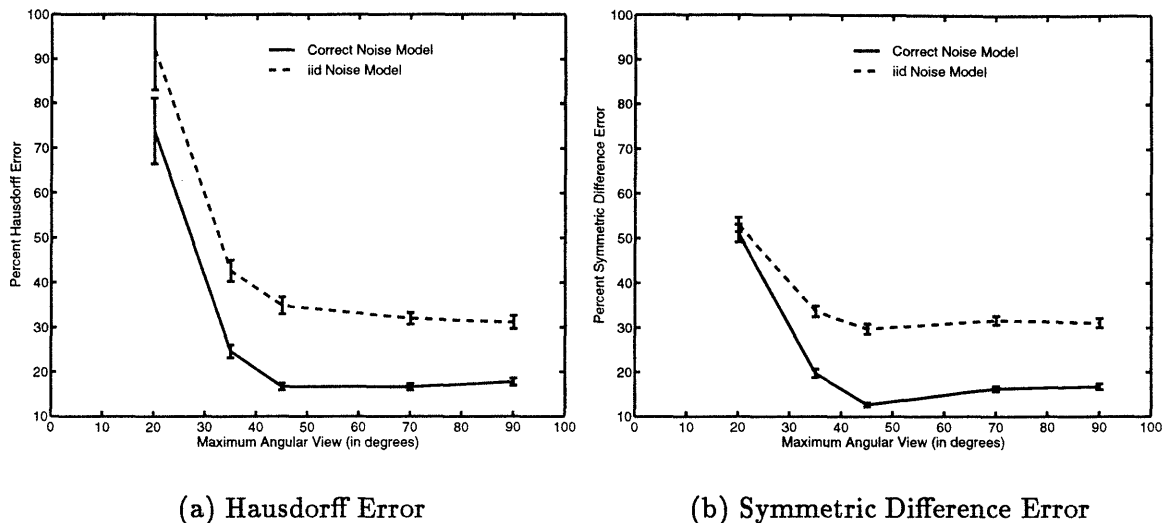 100
90
80
70
60
50
40
30
20
10
0 10 20 30 40 50 60 70 80 90 100
Percent Hausdorff Error
Maximum Angular View (in degrees)
Correct Noise Model
iid Noise Model
(a) Hausdorff Error
100
90
80
70
60
50
40
30
20
10
0 10 20 30 40 50 60 70 80 90 100
Percent Symmetric Difference Error
Maximum Angular View (in degrees)
Correct Noise Model
iid Noise Model
(b) Symmetric Difference Error